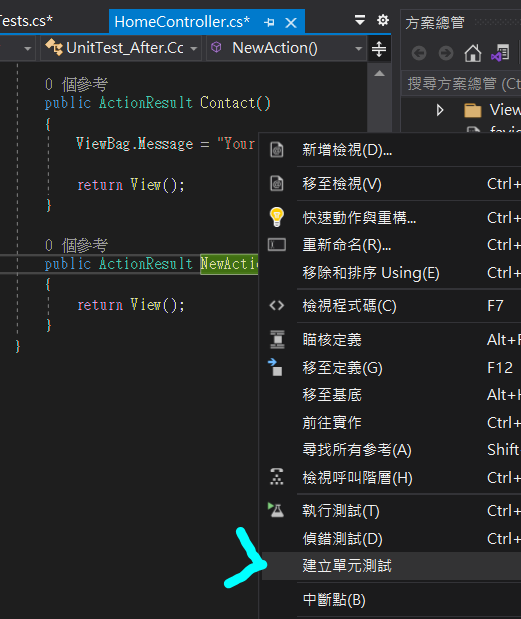 ests.cs*
HomeController.cs*
UnitTest_After.Cc
NewAction()
方案總管
搜尋方案總管 (Ct
View
favic
0 個參考
public ActionResult Contact()
{
ViewBag.Message = "Your
return View();
}
0 個參考
public ActionResult NewActio
{
return View();
}
}
新增檢視(D)...
移至檢視(V) Ctrl+
快速動作與重構... Ctrl+
重新命名(R)... Ctrl+
移除和排序 Using(E) Ctrl+
檢視程式碼(C) F7
瞄核定義 Alt+F
移至定義(G) F12
移至基底 Alt+H
前往實作 Ctrl+
尋找所有參考(A) Shift
檢視呼叫階層(H) Ctrl+
執行測試(T) Ctrl+
偵錯測試(D) Ctrl+
建立單元測試
中斷點(B)